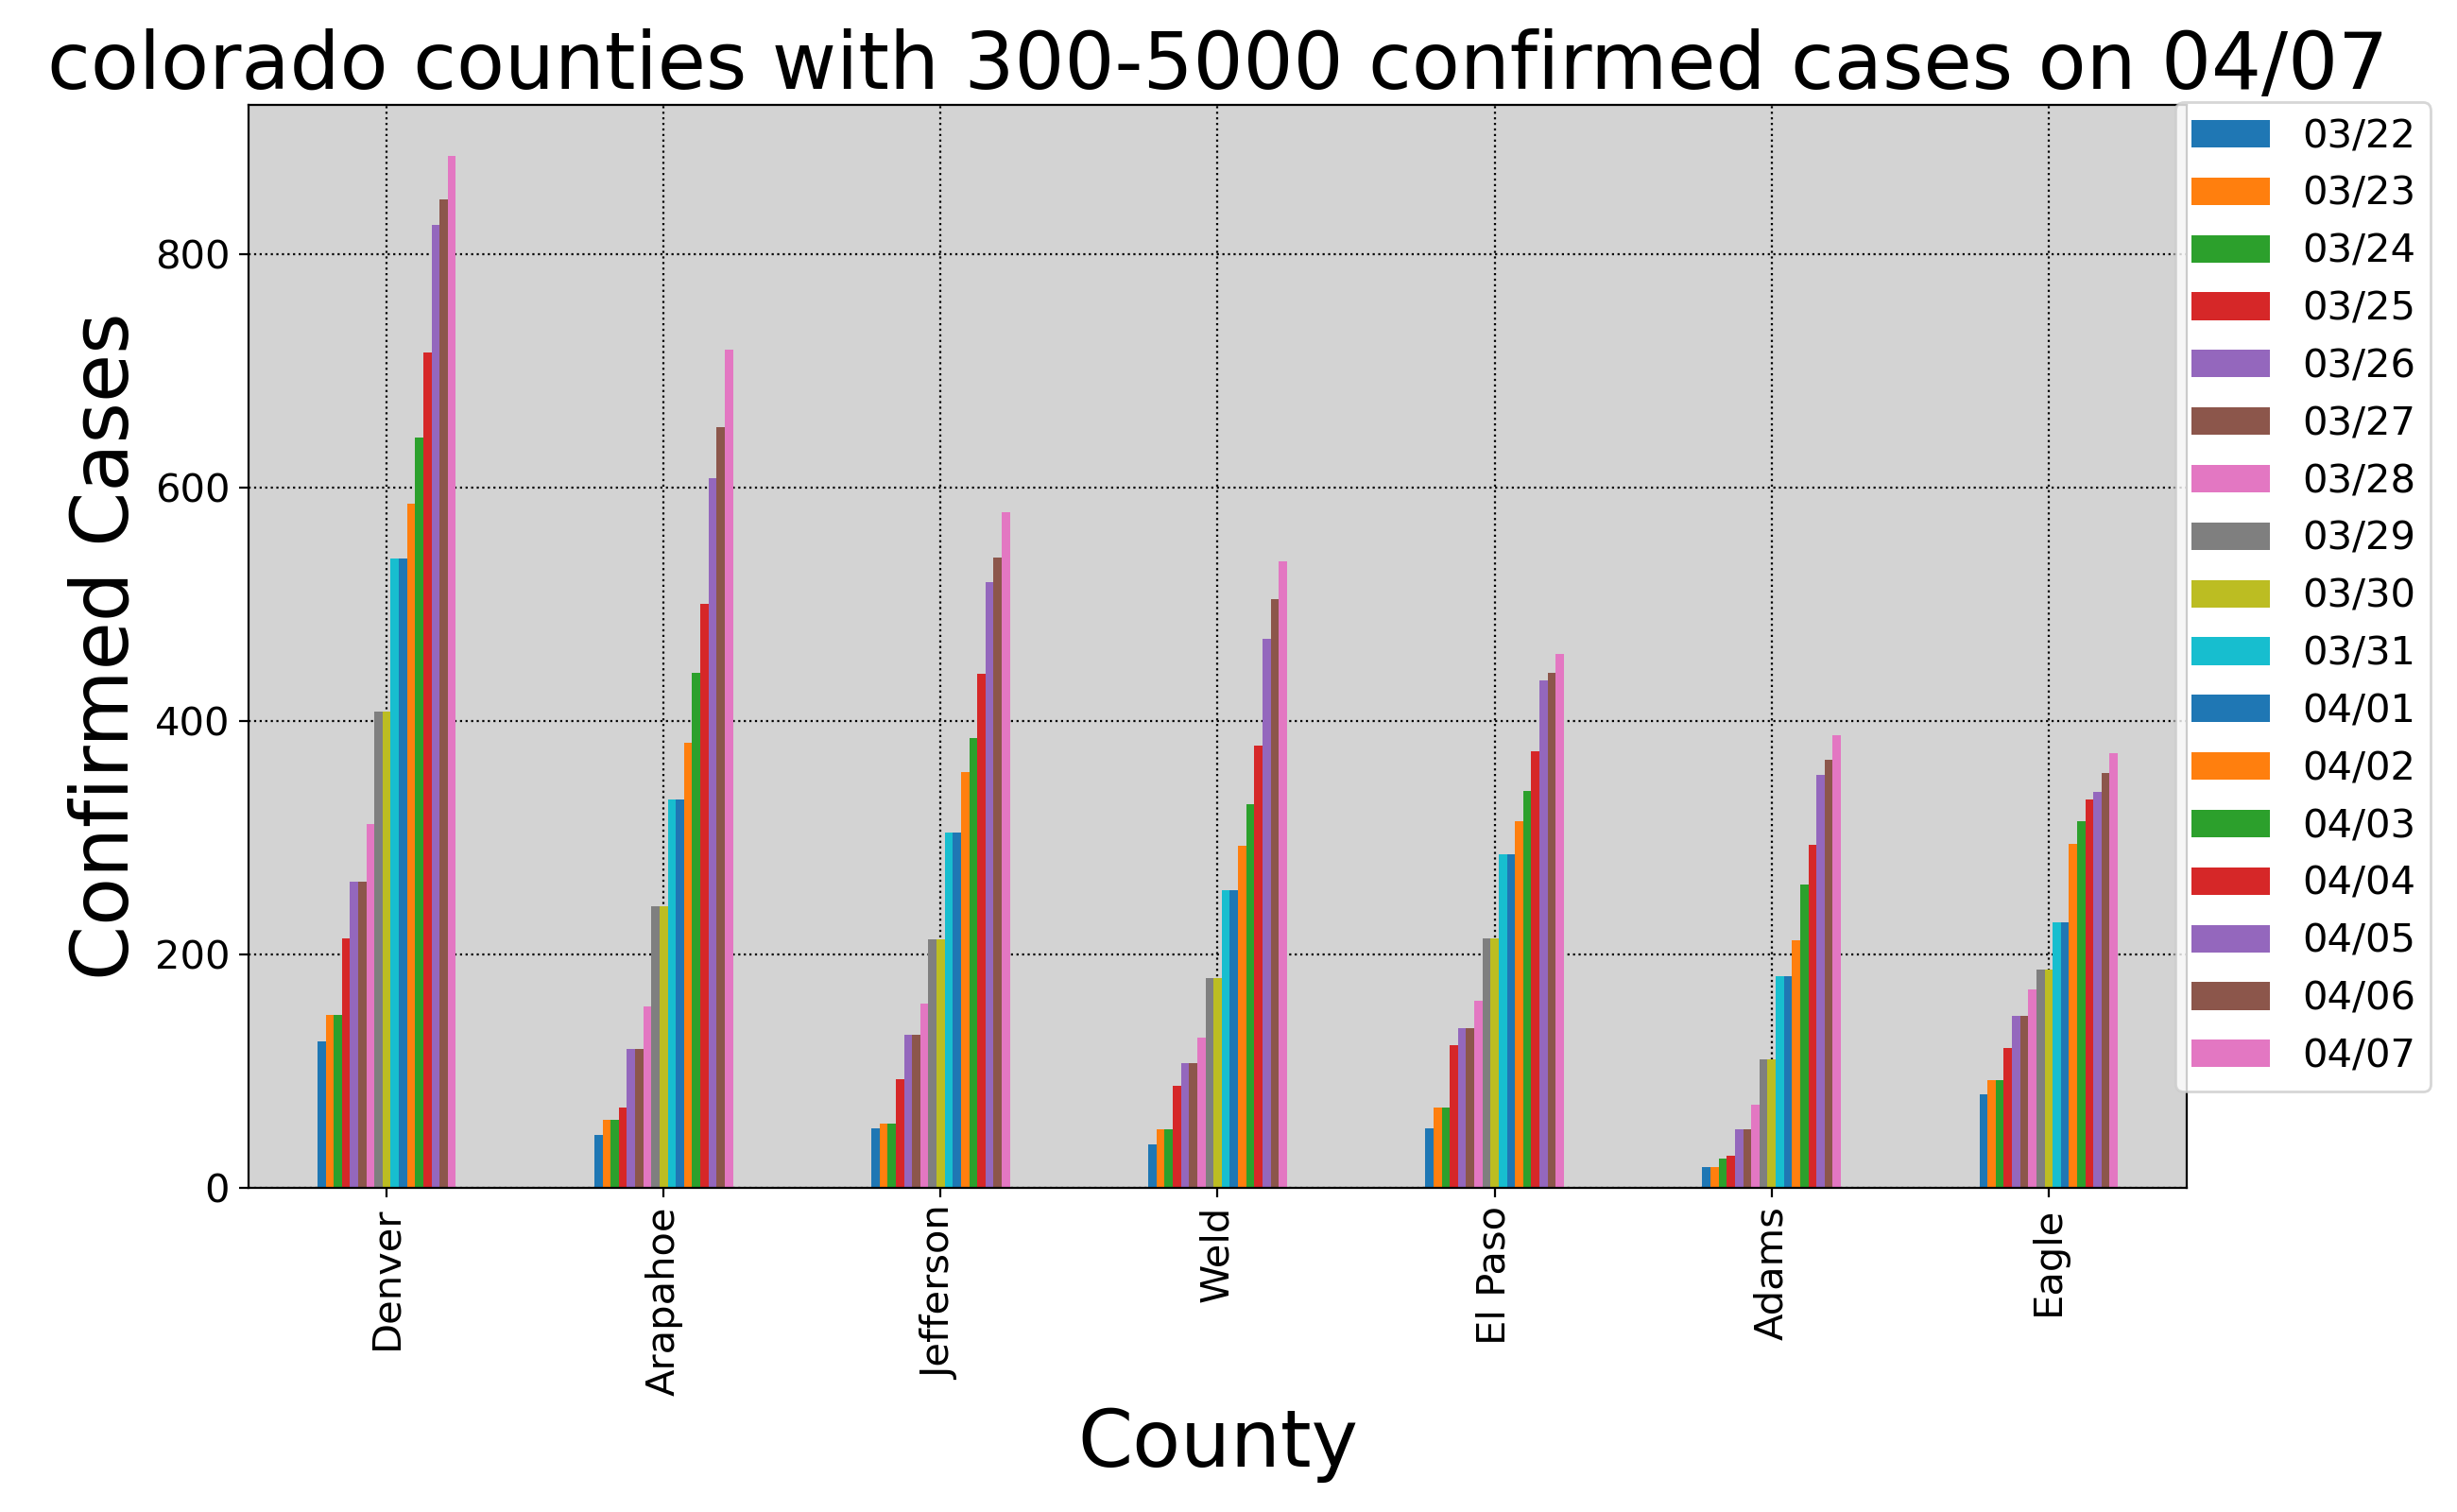 colorado counties with 300-5000 confirmed cases on 04/07
Confirmed Cases
800
600
400
200
0
Denver
Arapahoe
Jefferson
Weld
El Paso
Adams
Eagle
County
03/22
03/23
03/24
03/25
03/26
03/27
03/28
03/29
03/30
03/31
04/01
04/02
04/03
04/04
04/05
04/06
04/07